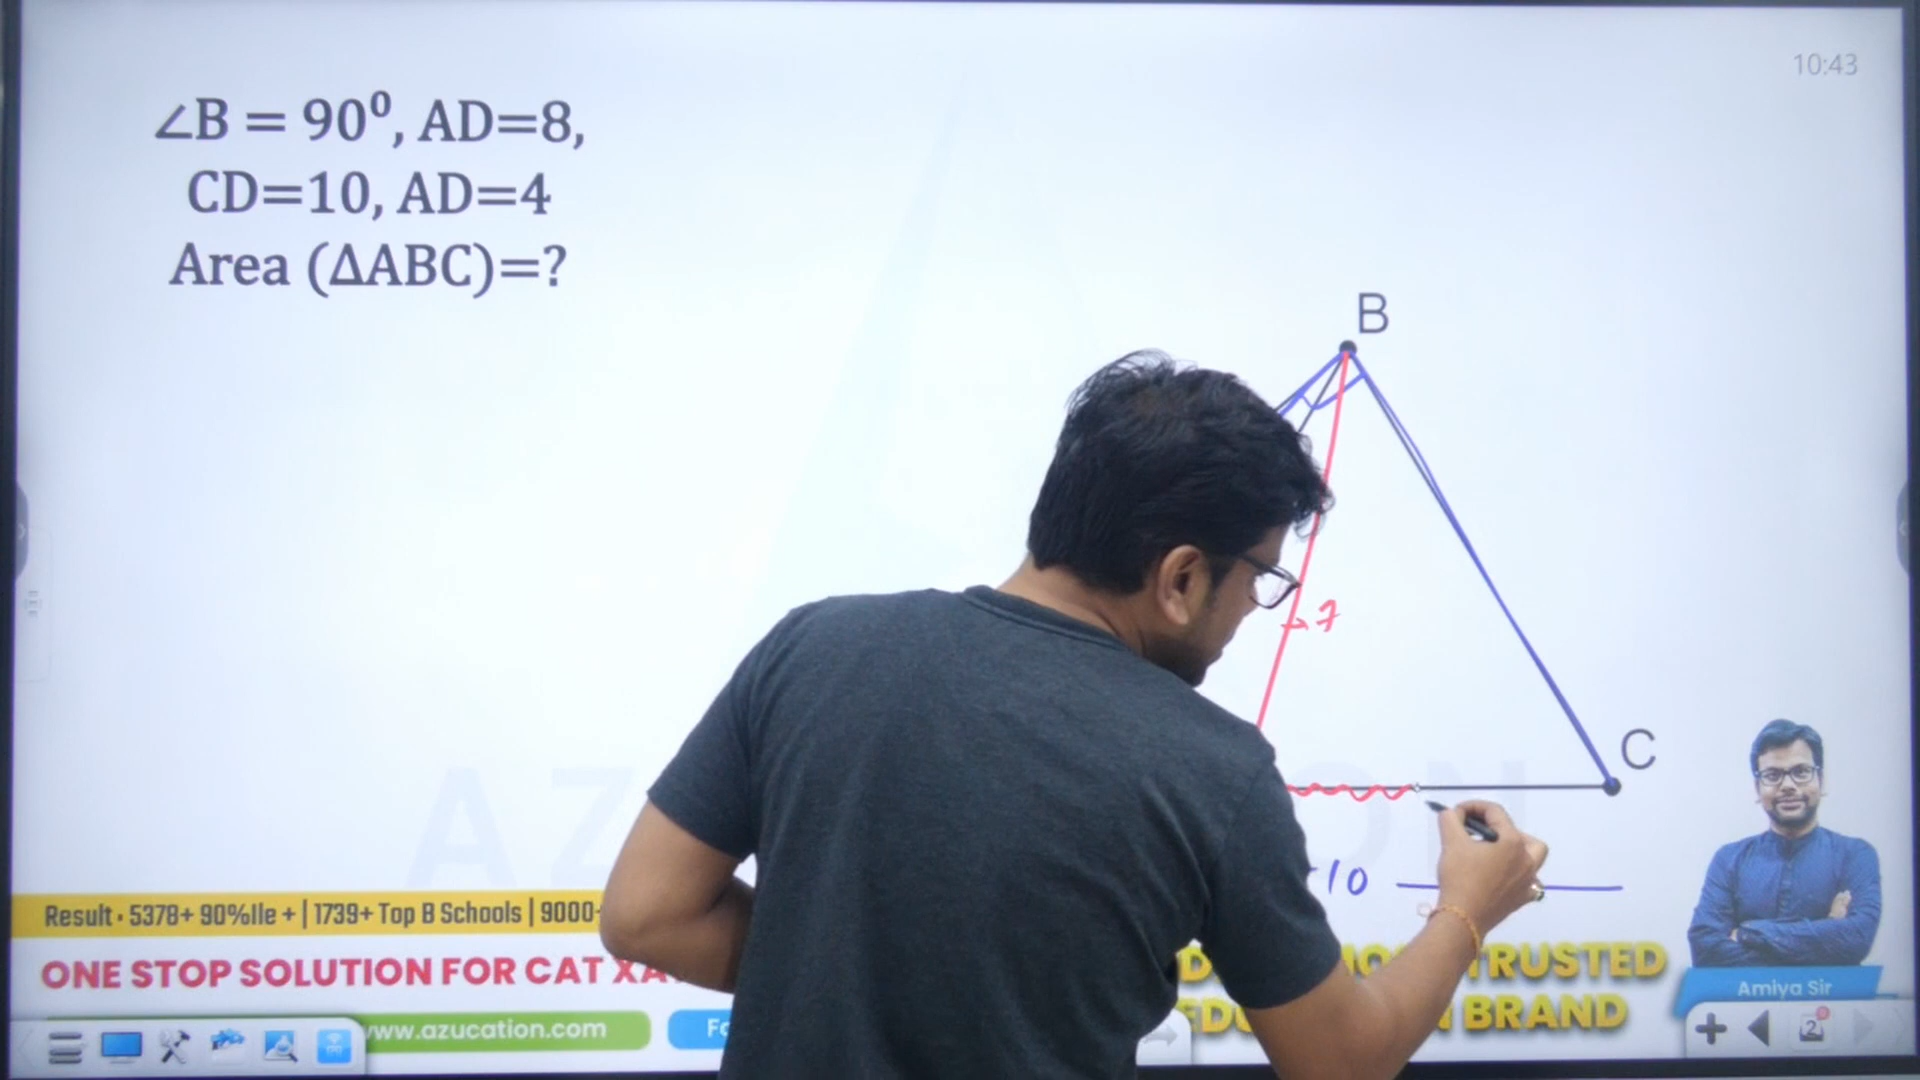 10:43
∠B = 90⁰, AD=8,
CD=10, AD=4
Area (ΔABC)=?
B
7
C
10
Result • 5378+ 90%Ile + | 1739+ Top B Schools | 9000
ONE STOP SOLUTION FOR CAT
TRUSTED
BRAND
www.azucation.com
Amiya Sir
2